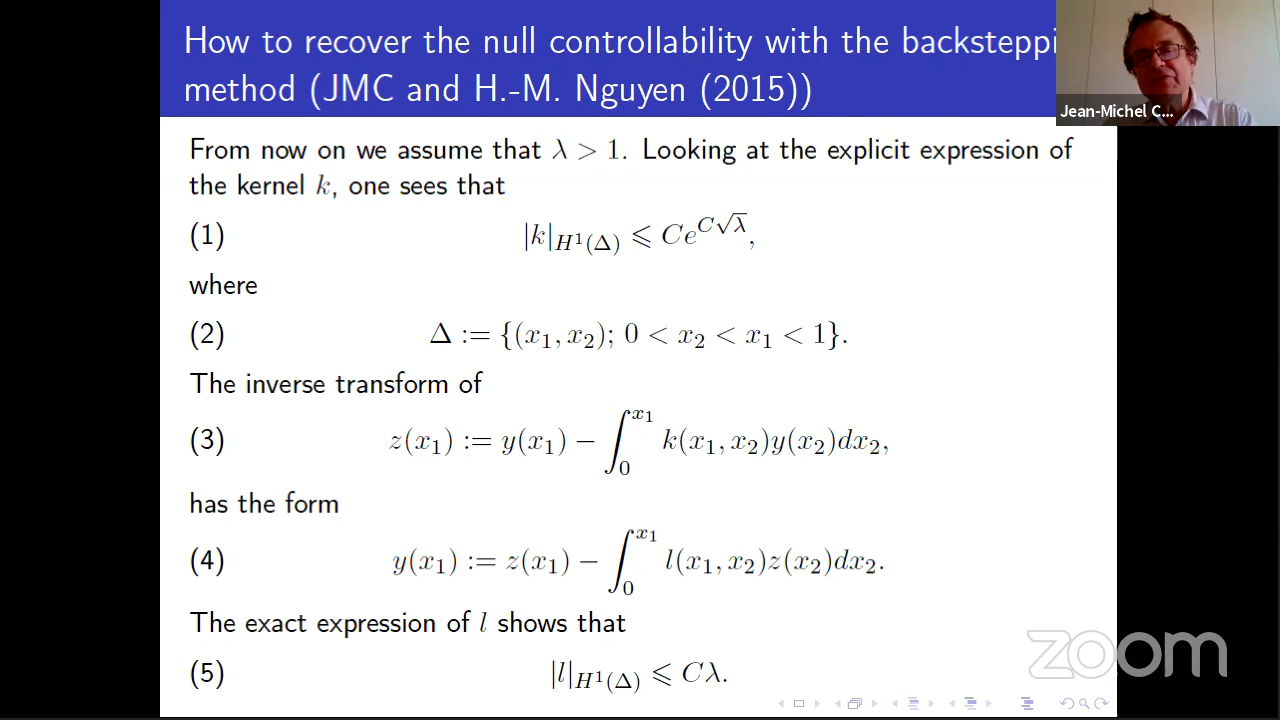 How to recover the null controllability with the backsteppi
method (JMC and H.-M. Nguyen (2015))
Jean-Michel C...
From now on we assume that λ > 1. Looking at the explicit expression of
the kernel k, one sees that
(1) |k|_{H^1(Δ)} ⩽ Ce^{C√λ},
where
(2) Δ := {(x_1, x_2); 0 < x_2 < x_1 < 1}.
The inverse transform of
(3) z(x_1) := y(x_1) − ∫_0^{x_1} k(x_1, x_2)y(x_2)dx_2,
has the form
(4) y(x_1) := z(x_1) − ∫_0^{x_1} l(x_1, x_2)z(x_2)dx_2.
The exact expression of l shows that
(5) |l|_{H^1(Δ)} ⩽ Cλ.
zoom